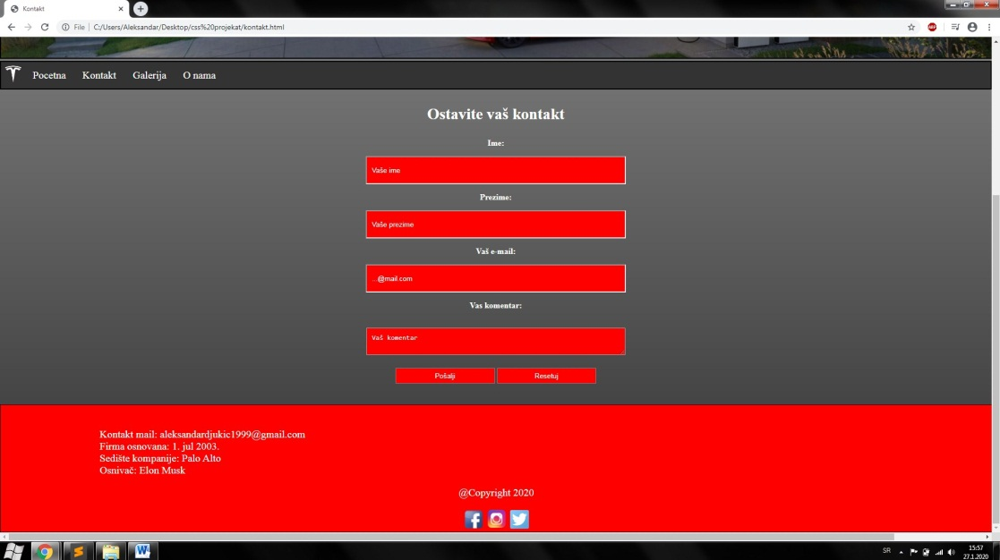 Kontakt
File
C:/Users/Aleksandar/Desktop/css%20projekat/kontakt.html
ABP
Pocetna Kontakt Galerija O nama
Ostavite vaš kontakt
Ime:
Vaše ime
Prezime:
Vaše prezime
Vaš e-mail:
...@mail.com
Vas komentar:
Vaš komentar
Pošalji Resetuj
Kontakt mail: aleksandardjukic1999@gmail.com
Firma osnovana: 1. jul 2003.
Sedište kompanije: Palo Alto
Osnivač: Elon Musk
@Copyright 2020
SR
15:57
27.1.2020